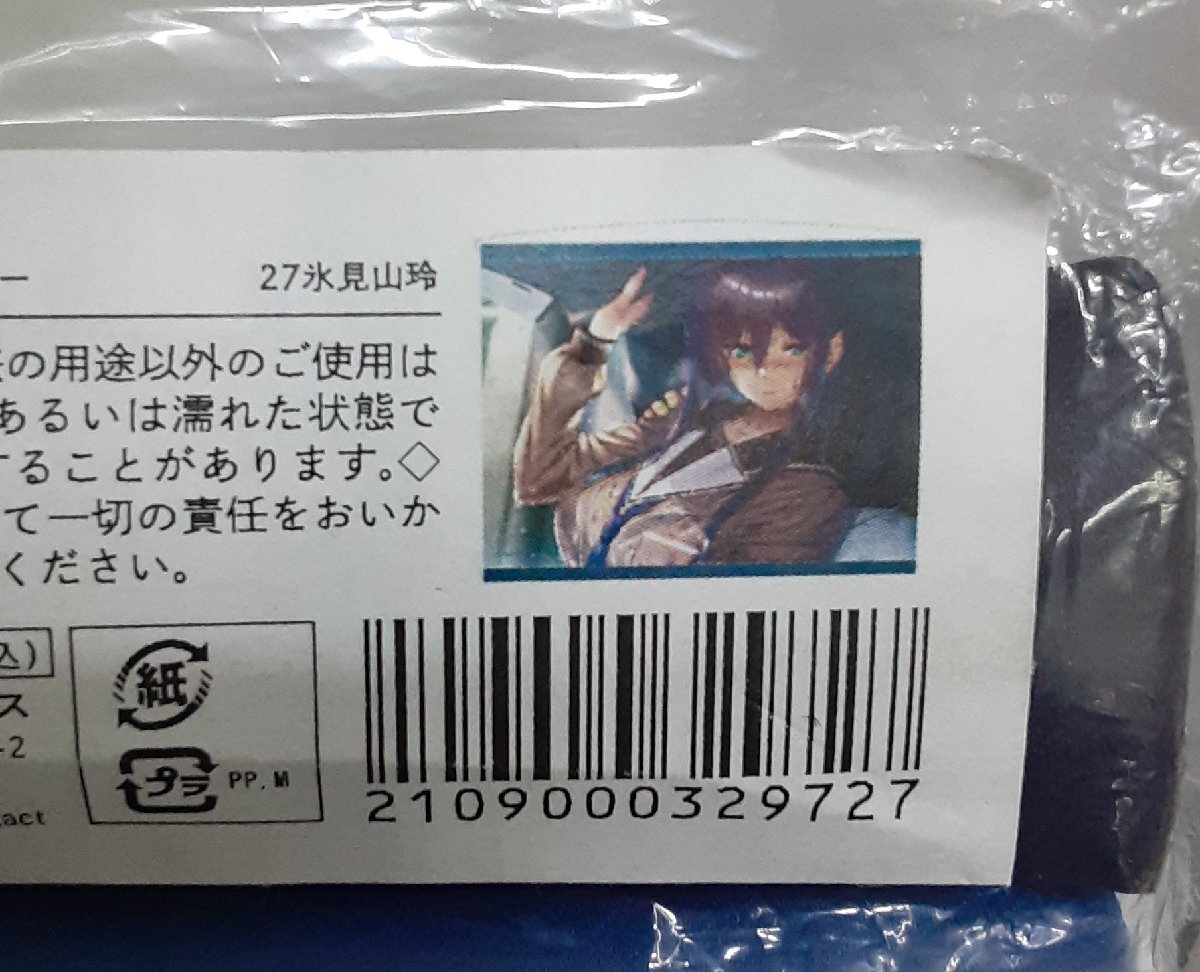 ー 27氷見山玲
の用途以外のご使用は
あるいは濡れた状態で
することがあります。◇
て一切の責任をおいか
ください。
込)
ス
-2
act
紙
プラ PP, M
2109000329727